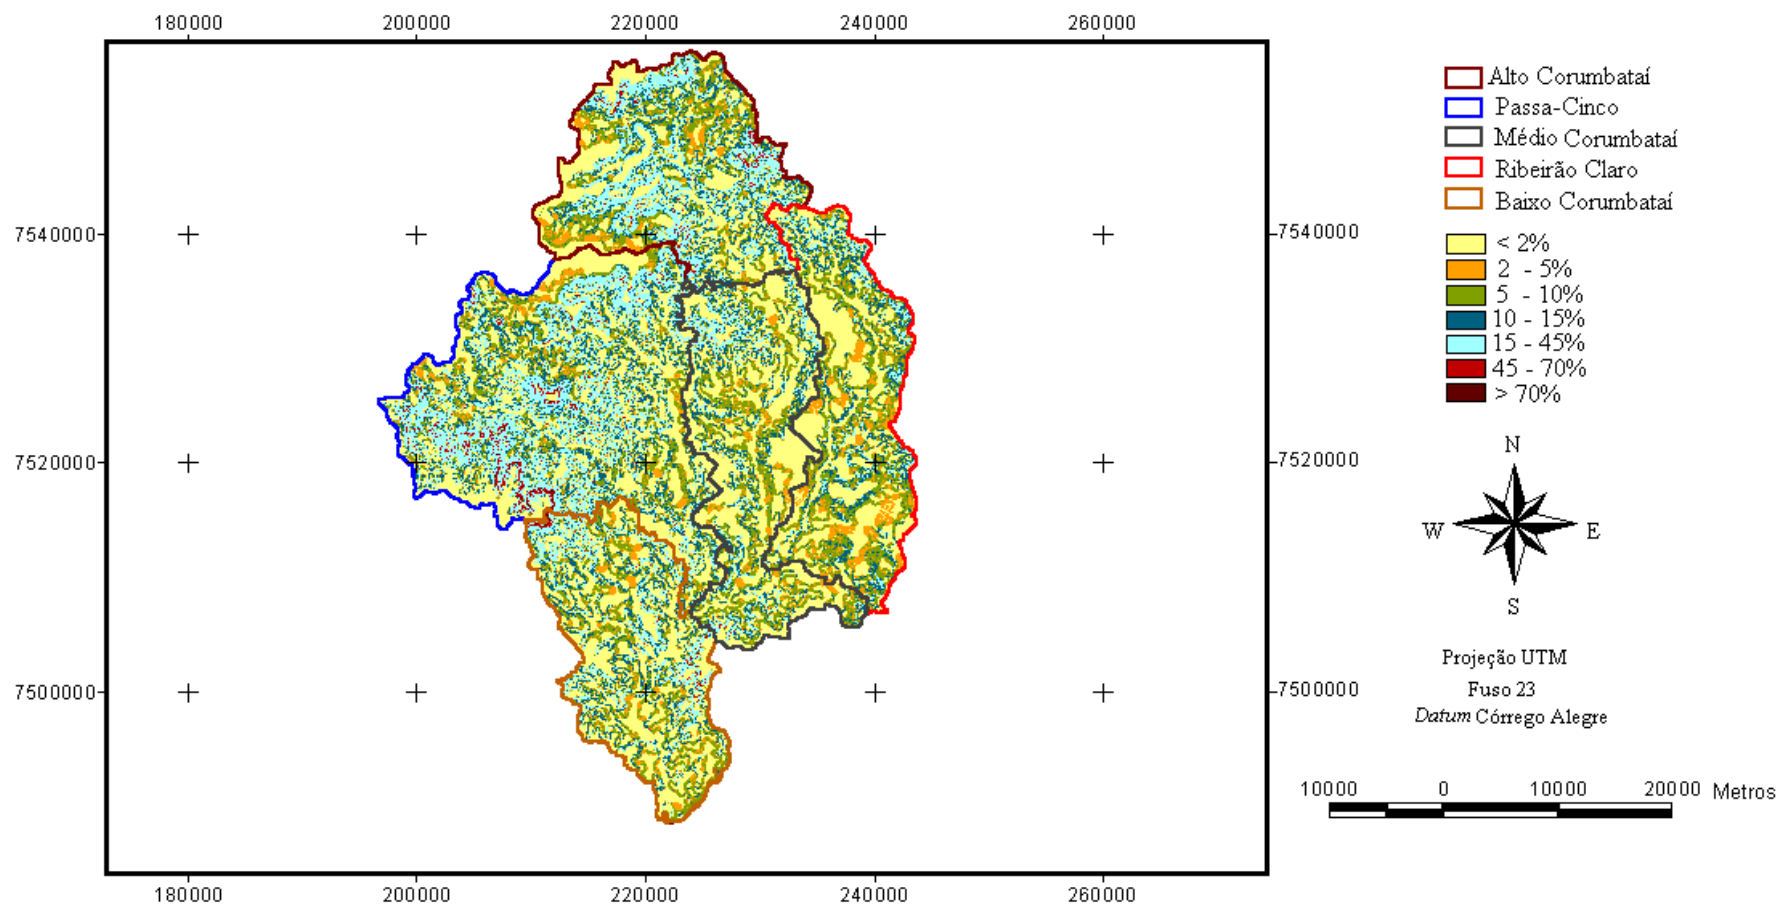 180000 200000 220000 240000 260000
Alto Corumbataí
Passa-Cinco
Médio Corumbataí
Ribeirão Claro
Baixo Corumbataí
7540000 7540000
< 2%
2 - 5%
5 - 10%
10 - 15%
15 - 45%
45 - 70%
> 70%
N
7520000 7520000
W E
S
Projeção UTM
Fuso 23
Datum Córrego Alegre
7500000 7500000
10000 0 10000 20000 Metros
180000 200000 220000 240000 260000